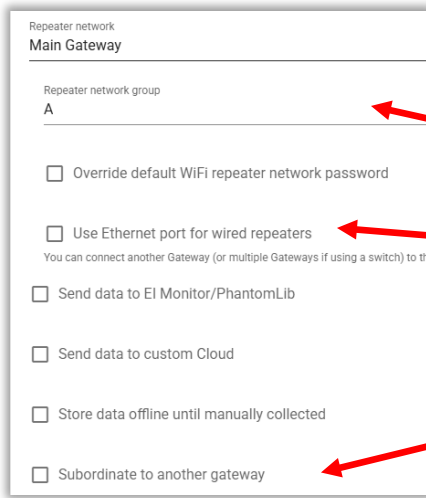 Repeater network
Main Gateway
Repeater network group
A
Override default WiFi repeater network password
Use Ethernet port for wired repeaters
You can connect another Gateway (or multiple Gateways if using a switch) to
Send data to EI Monitor/PhantomLib
Send data to custom Cloud
Store data offline until manually collected
Subordinate to another gateway